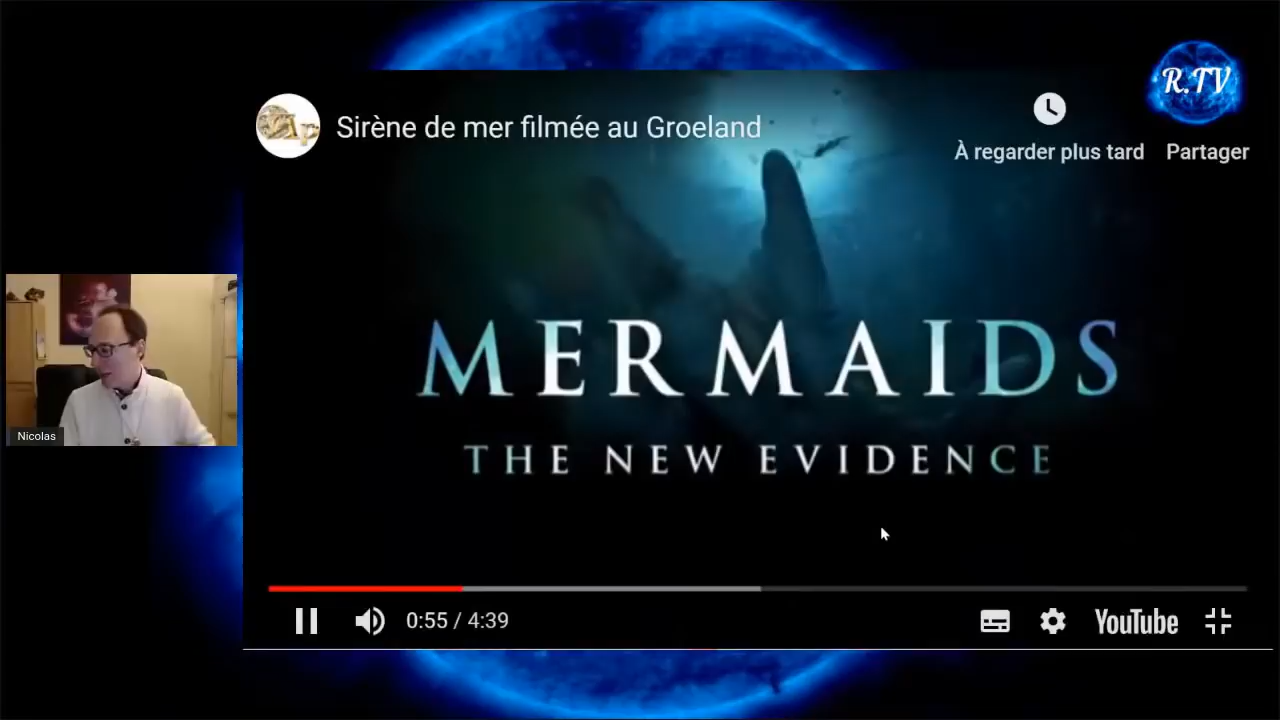 R.TV
Sirène de mer filmée au Groeland
À regarder plus tard
Partager
MERMAIDS
THE NEW EVIDENCE
Nicolas
0:55 / 4:39
YouTube